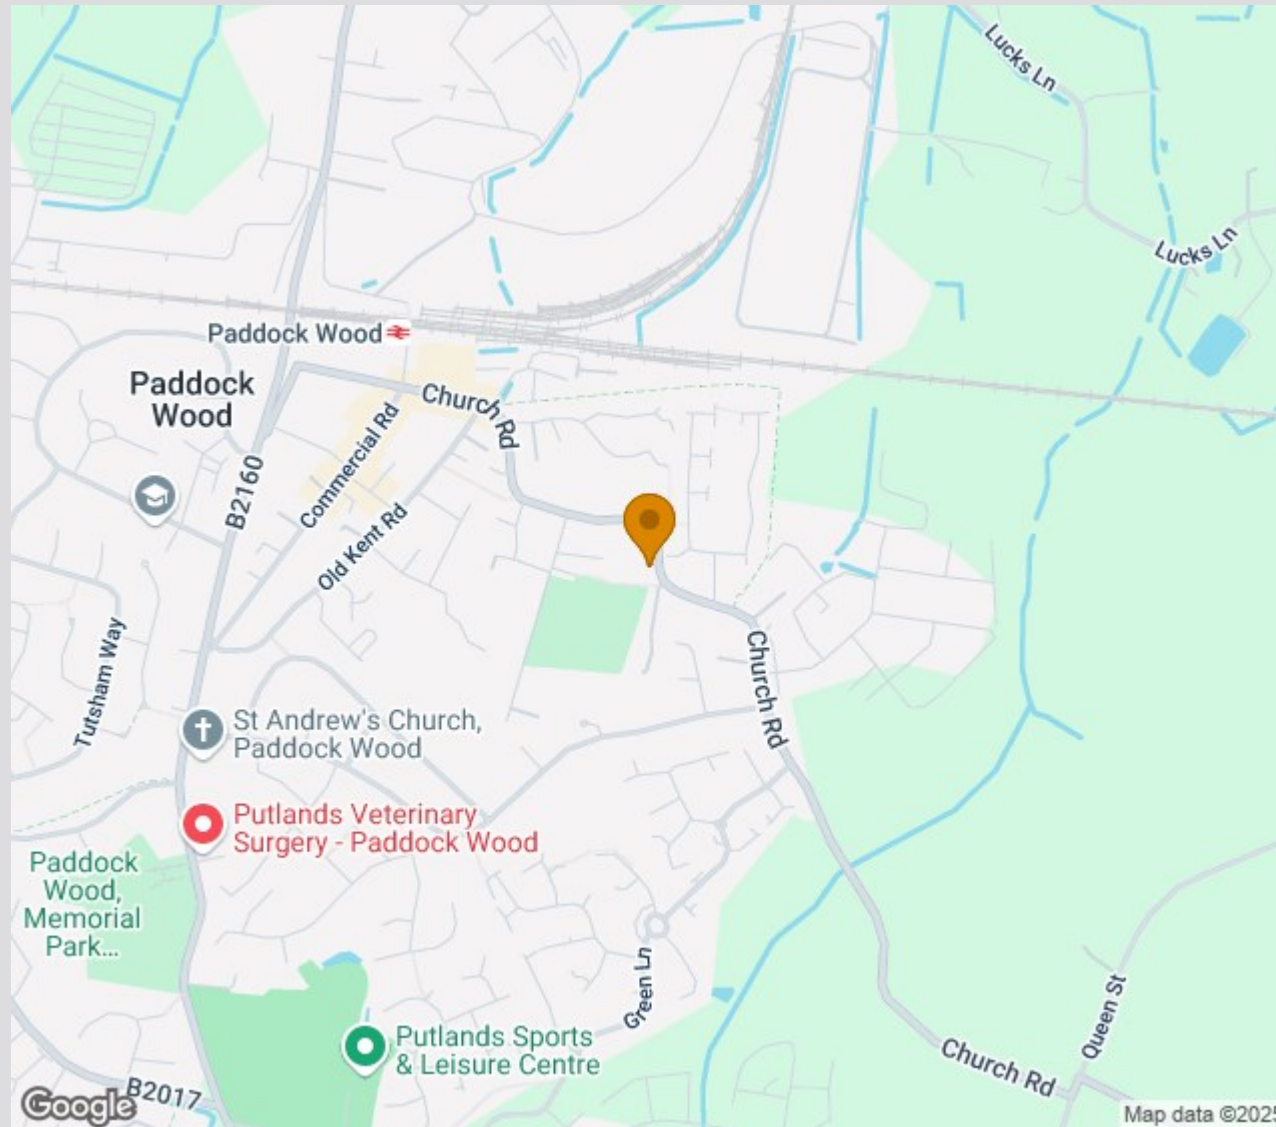 Lucks Ln
Lucks Ln
Paddock Wood
Paddock
Wood
Church Rd
Commercial Rd
B2160
Old Kent Rd
Tutsham Way
Church Rd
St Andrew's Church,
Paddock Wood
Putlands Veterinary
Surgery - Paddock Wood
Paddock
Wood,
Memorial
Park...
Green Ln
Queen St
Putlands Sports
& Leisure Centre
Church Rd
B2017
Google
Map data ©2025